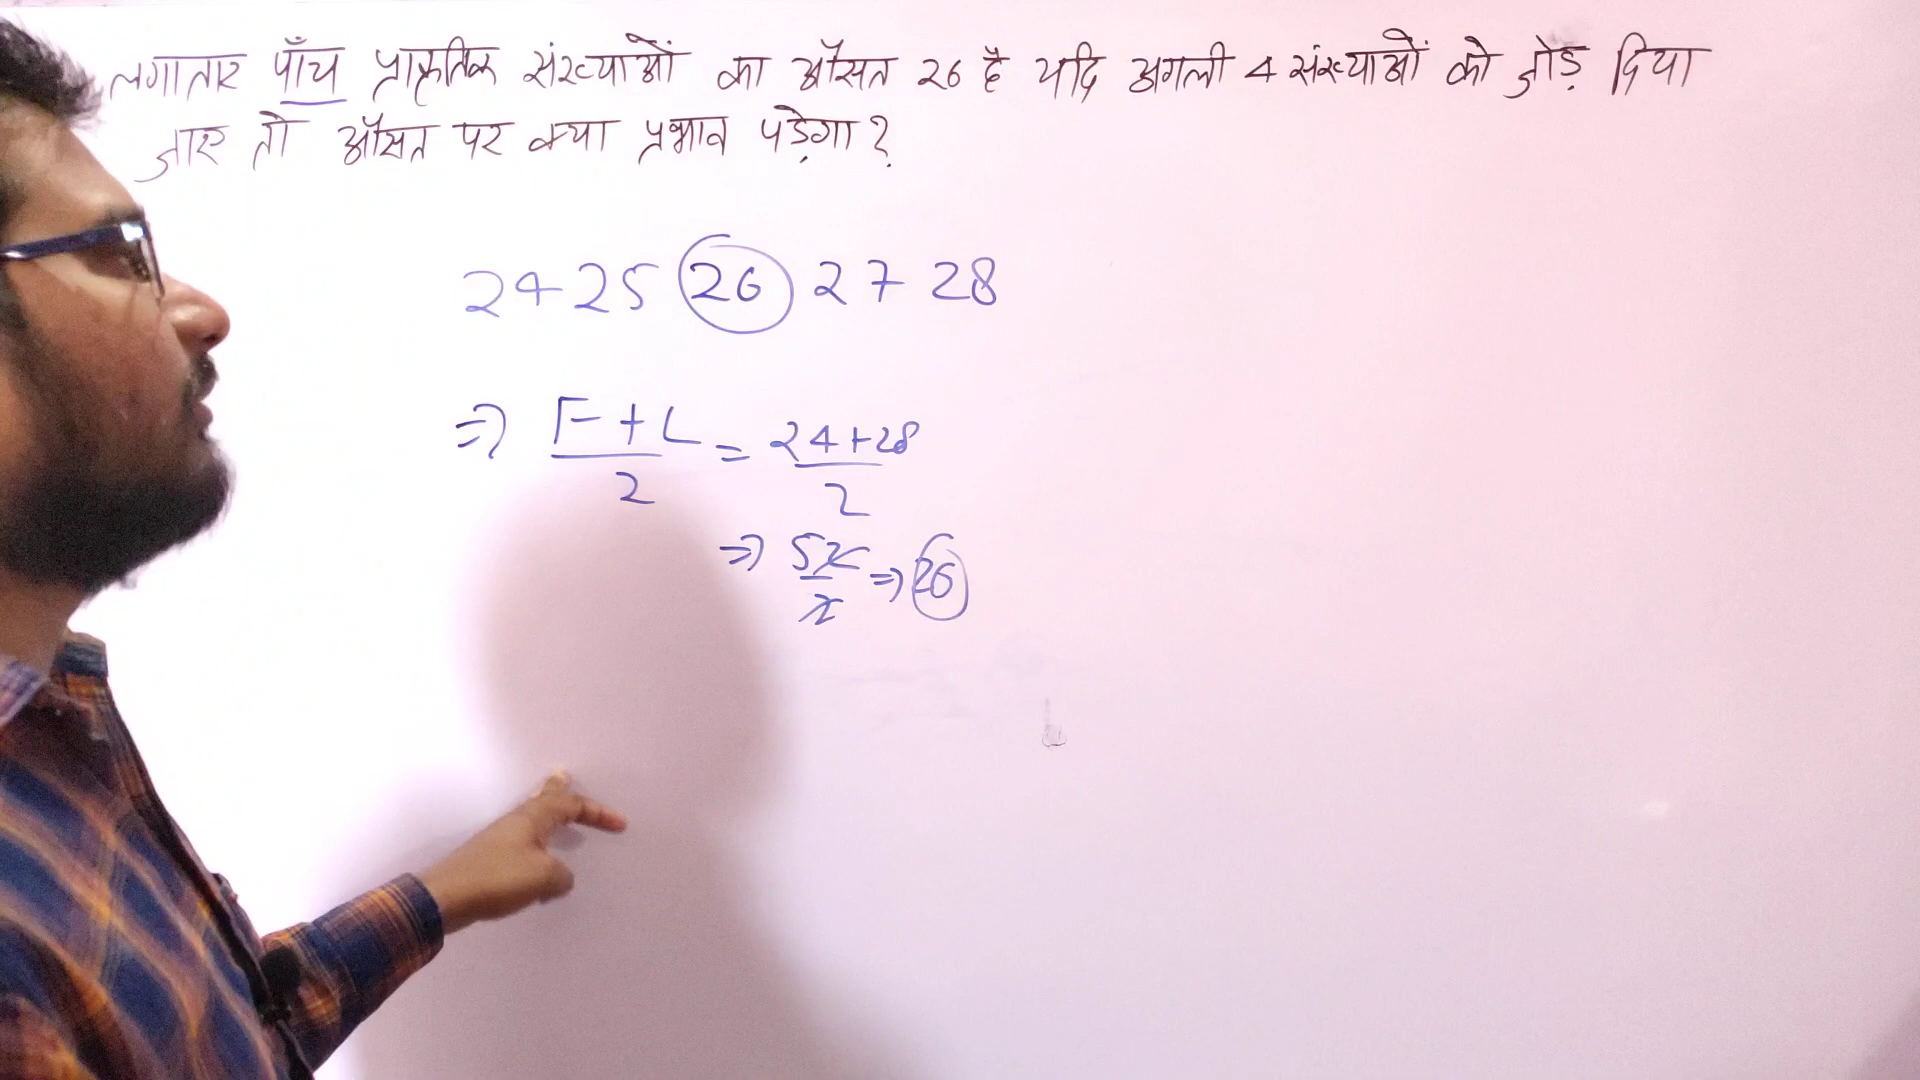 लगातार पाँच प्राकृतिक संख्याओं का औसत 26 है यदि अगली 4 संख्याओं को जोड़ दिया
जाए तो औसत पर क्या प्रभाव पड़ेगा?
24 25 26 27 28
⇒ F+L/2 = 24+28/2
⇒ 52/2 ⇒ 26